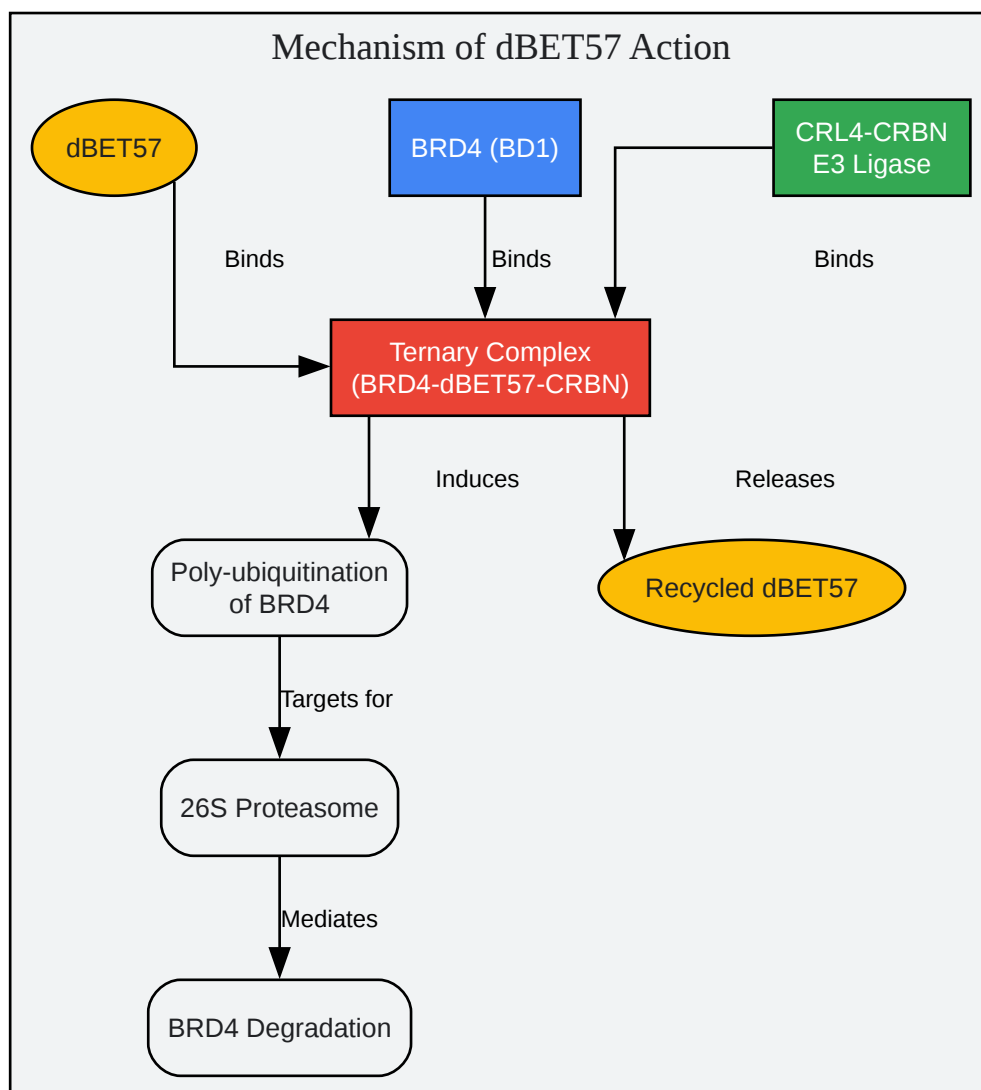 Mechanism of dBET57 Action
dBET57
BRD4 (BD1)
CRL4-CRBN
E3 Ligase
Binds
Binds
Binds
Ternary Complex
(BRD4-dBET57-CRBN)
Induces
Releases
Poly-ubiquitination
of BRD4
Recycled dBET57
Targets for
26S Proteasome
Mediates
BRD4 Degradation